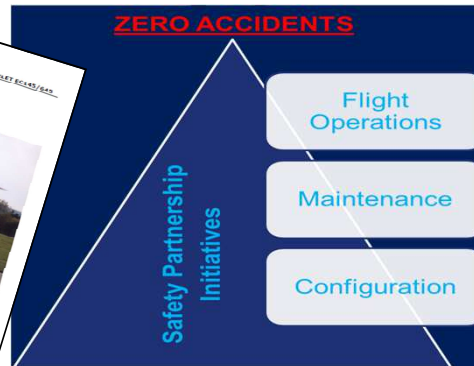 ZERO ACCIDENTS
Flight
Operations
Maintenance
Configuration
Safety Partnership
Initiatives